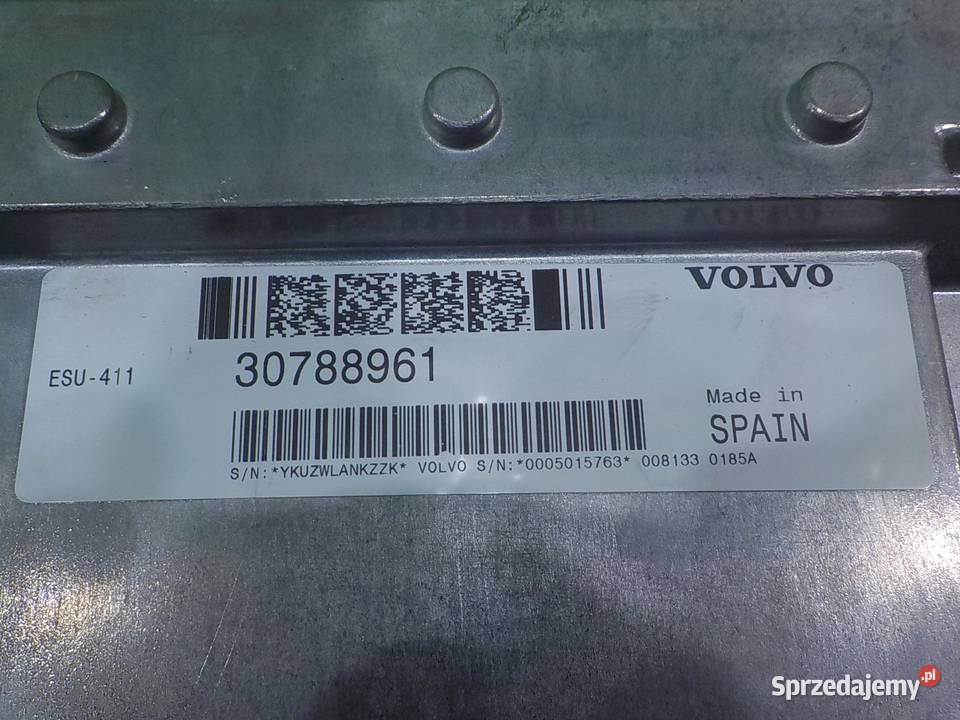 VOLVO
30788961
ESU-411
Made in
SPAIN
S/N:*YKUZWLANKZZK* VOLVO S/N:*0005015763* 008133 0185A
Sprzedajemy.pl